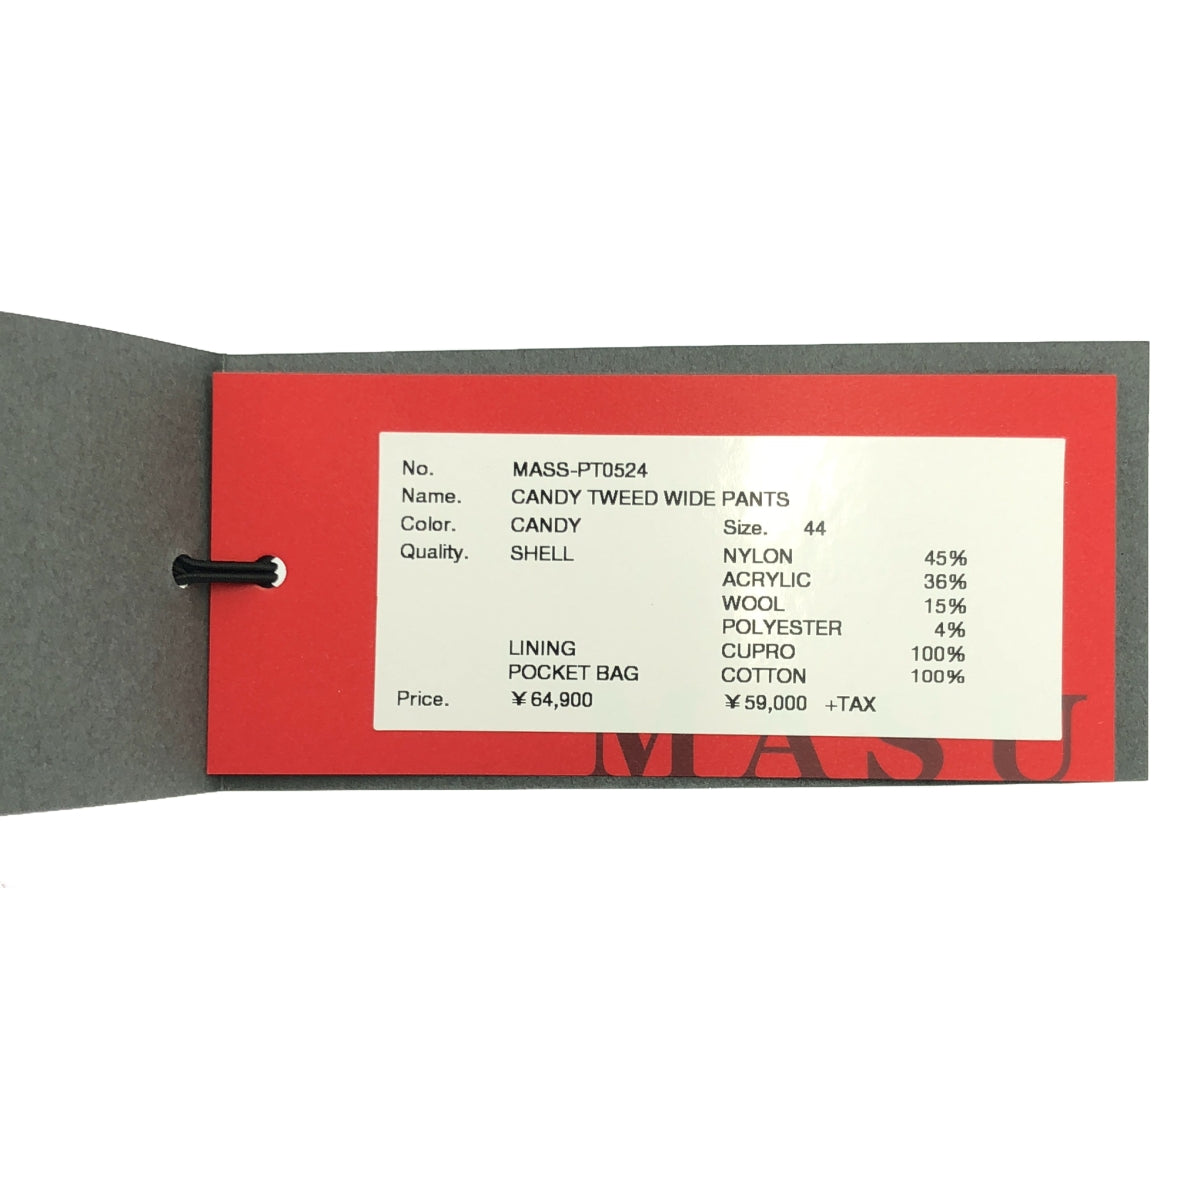 No. MASS-PT0524
Name. CANDY TWEED WIDE PANTS
Color. CANDY Size. 44
Quality. SHELL NYLON 45%
ACRYLIC 36%
WOOL 15%
POLYESTER 4%
LINING CUPRO 100%
POCKET BAG COTTON 100%
Price. ¥64,900 ¥59,000 +TAX
MASU